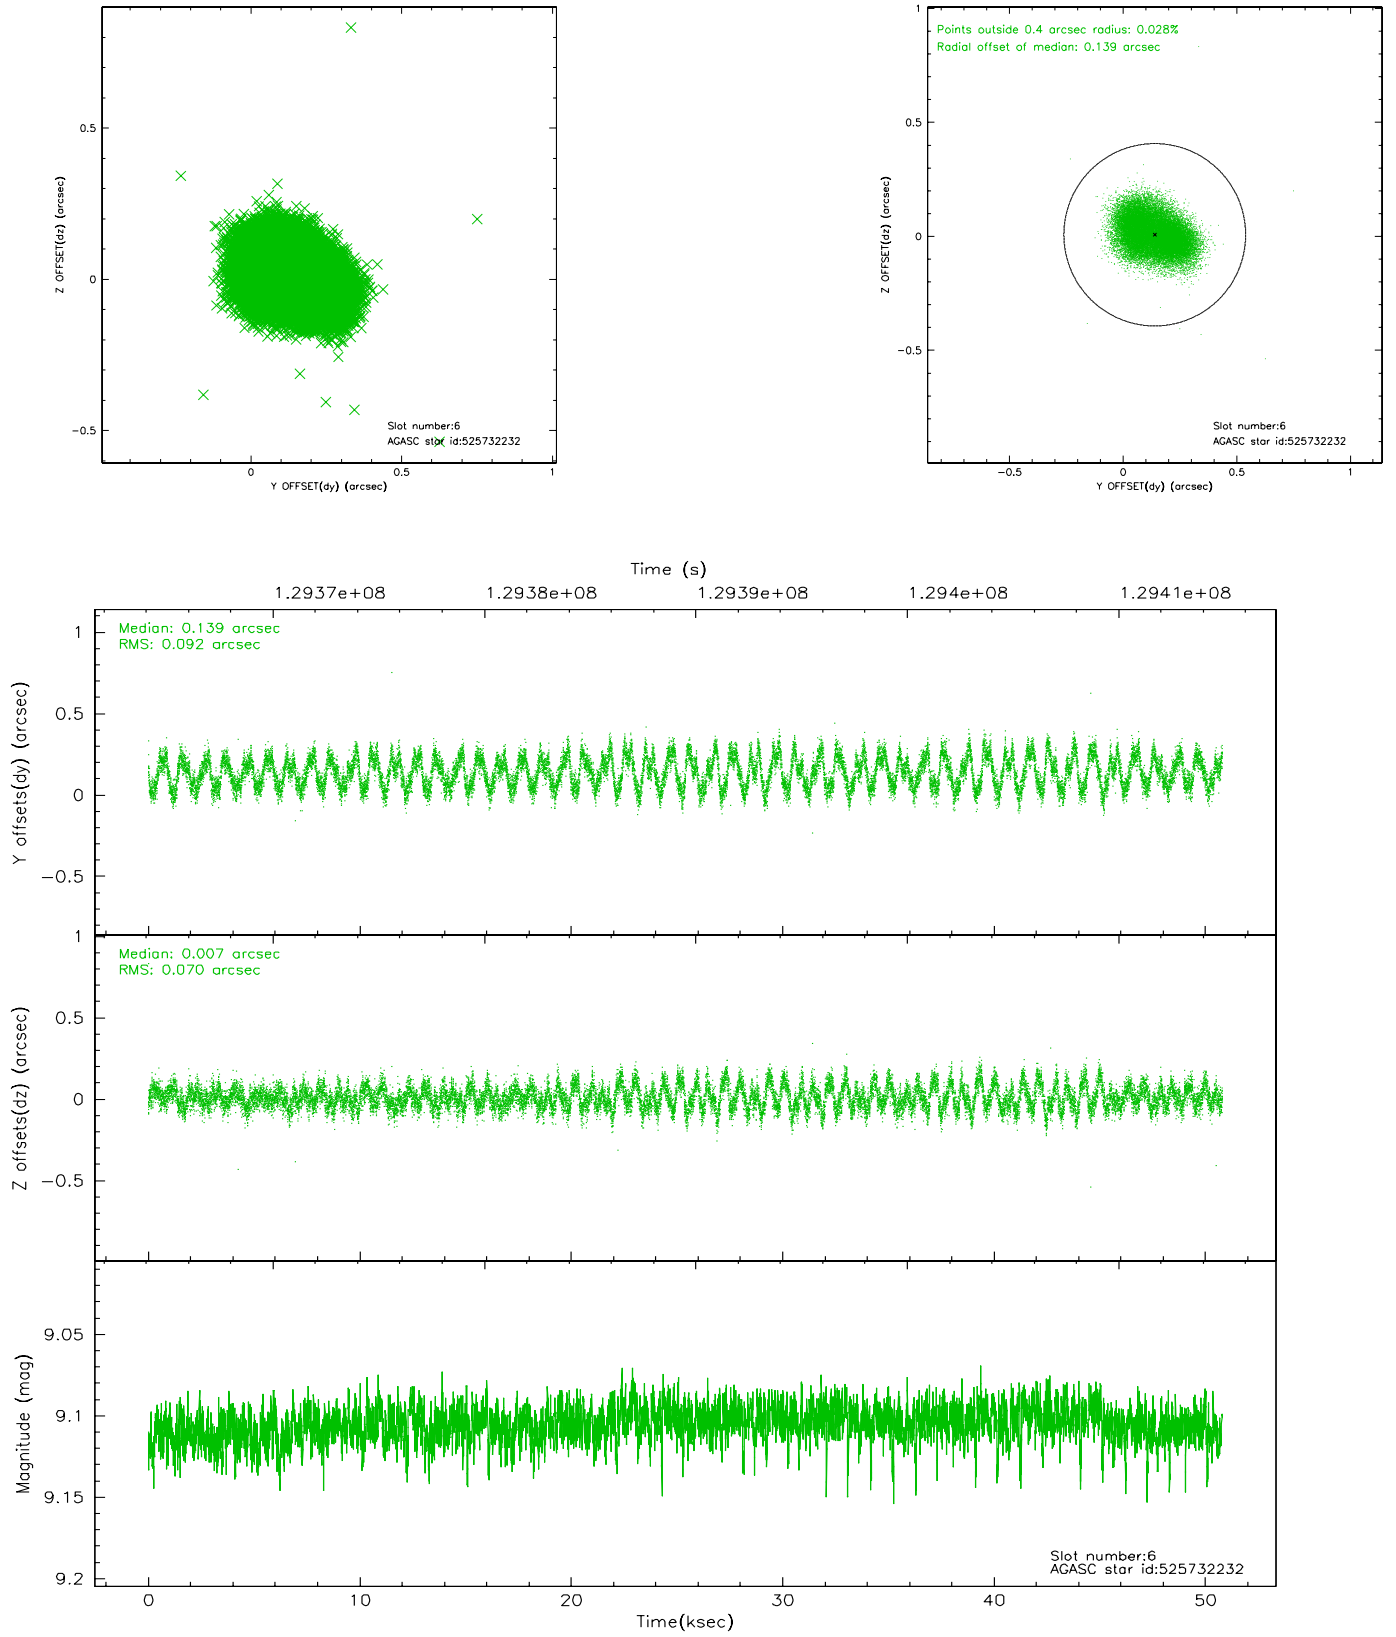 0.5
0
−0.5
Z OFFSET(dz) (arcsec)
0
0.5
1
Y OFFSET(dy) (arcsec)
Slot number:6
AGASC star id:525732232
Points outside 0.4 arcsec radius: 0.028%
Radial offset of median: 0.139 arcsec
1
0.5
0
−0.5
Z OFFSET(dz) (arcsec)
−0.5
0
0.5
1
Y OFFSET(dy) (arcsec)
Slot number:6
AGASC star id:525732232
Time (s)
1.2937e+08
1.2938e+08
1.2939e+08
1.294e+08
1.2941e+08
Median: 0.139 arcsec
RMS: 0.092 arcsec
1
0.5
0
−0.5
Y offsets(dy) (arcsec)
Median: 0.007 arcsec
RMS: 0.070 arcsec
1
0.5
0
−0.5
Z offsets(dz) (arcsec)
9.05
9.1
9.15
9.2
Magnitude (mag)
Slot number:6
AGASC star id:525732232
0
10
20
30
40
50
Time(ksec)